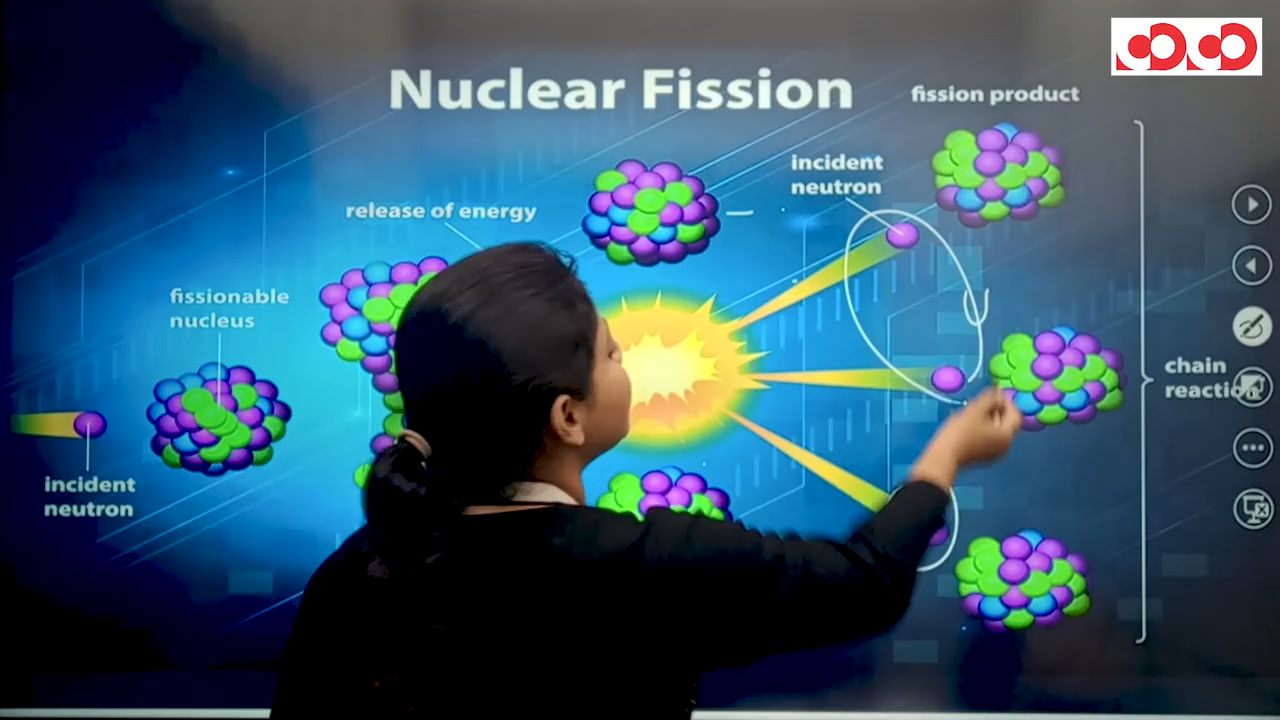 Nuclear Fission
fission product
incident
neutron
release of energy
fissionable
nucleus
incident
neutron
chain
reaction